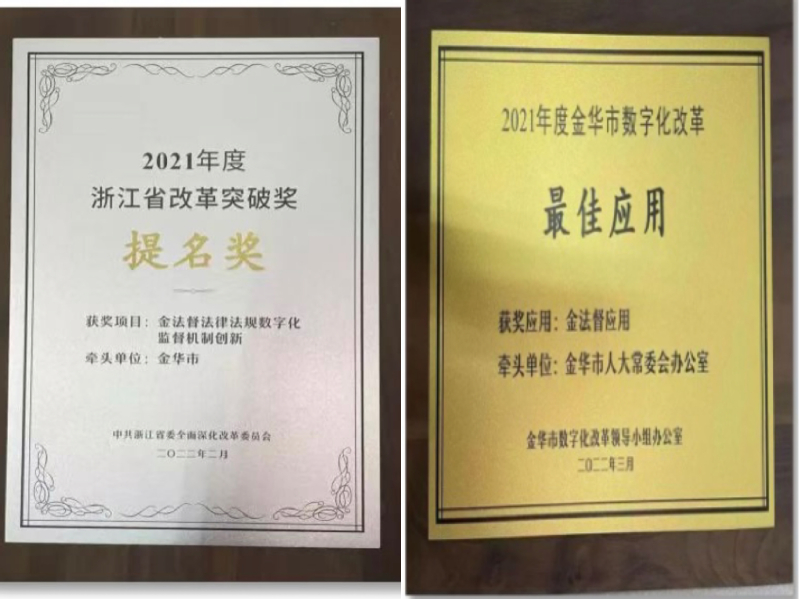 2021年度
浙江省改革突破奖
提名奖
获奖项目：金法督法律法规数字化
监督机制创新
牵头单位：金华市
中共浙江省委全面深化改革委员会
二〇二二年二月
2021年度金华市数字化改革
最佳应用
获奖应用：金法督应用
牵头单位：金华市人大常委会办公室
金华市数字化改革领导小组办公室
二〇二二年三月